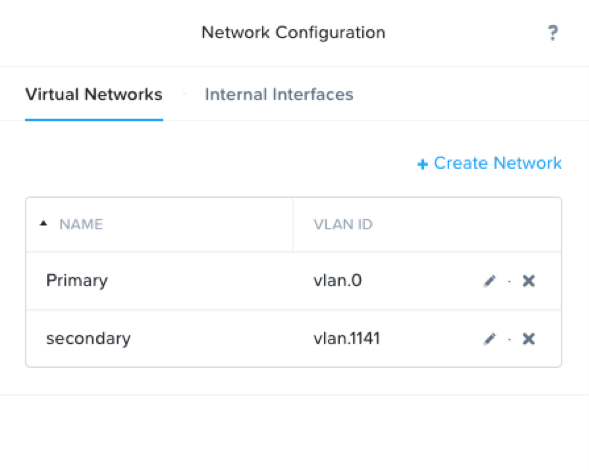 Network Configuration ?
Virtual Networks · Internal Interfaces
+ Create Network
NAME VLAN ID
Primary vlan.0 ·
secondary vlan.1141 ·